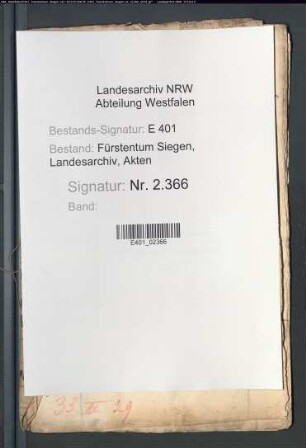 Landesarchiv NRW
Abteilung Westfalen
Bestands-Signatur: E 401
Bestand: Fürstentum Siegen,
Landesarchiv, Akten
Signatur: Nr. 2.366
Band:
E401_02366